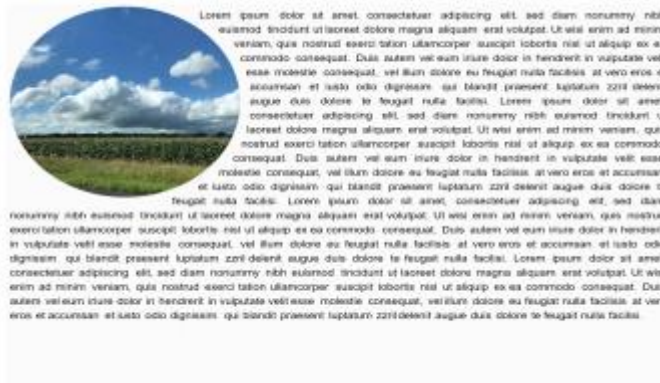 Lorem ipsum dolor sit amet, consectetuer adipiscing elit, sed diam nonummy nibh
euismod tincidunt ut laoreet dolore magna aliquam erat volutpat. Ut wisi enim ad minim
veniam, quis nostrud exerci tation ullamcorper suscipit lobortis nisl ut aliquip ex e
commodo consequat. Duis autem vel eum iriure dolor in hendrerit in vulputate velit
esse molestie consequat, vel illum dolore eu feugiat nulla facilisis at vero eros e
accumsan et iusto odio dignissim qui blandit praesent luptatum zzril deleni
augue duis dolore te feugait nulla facilisi. Lorem ipsum dolor sit ame
consectetuer adipiscing elit, sed diam nonummy nibh euismod tincidunt u
laoreet dolore magna aliquam erat volutpat. Ut wisi enim ad minim veniam, qui
nostrud exerci tation ullamcorper suscipit lobortis nisl ut aliquip ex ea commodo
consequat. Duis autem vel eum iriure dolor in hendrerit in vulputate velit esse
molestie consequat, vel illum dolore eu feugiat nulla facilisis at vero eros et accumsan
et iusto odio dignissim qui blandit praesent luptatum zzril delenit augue duis dolore t
feugait nulla facilisi. Lorem ipsum dolor sit amet, consectetuer adipiscing elit, sed diam
nonummy nibh euismod tincidunt ut laoreet dolore magna aliquam erat volutpat. Ut wisi enim ad minim veniam, quis nostrud
exerci tation ullamcorper suscipit lobortis nisl ut aliquip ex ea commodo consequat. Duis autem vel eum iriure dolor in hendrerit
in vulputate velit esse molestie consequat, vel illum dolore eu feugiat nulla facilisis at vero eros et accumsan et iusto odio
dignissim qui blandit praesent luptatum zzril delenit augue duis dolore te feugait nulla facilisi. Lorem ipsum dolor sit amet
consectetuer adipiscing elit, sed diam nonummy nibh euismod tincidunt ut laoreet dolore magna aliquam erat volutpat. Ut wisi
enim ad minim veniam, quis nostrud exerci tation ullamcorper suscipit lobortis nisl ut aliquip ex ea commodo consequat. Duis
autem vel eum iriure dolor in hendrerit in vulputate velit esse molestie consequat, vel illum dolore eu feugiat nulla facilisis at vero
eros et accumsan et iusto odio dignissim qui blandit praesent luptatum zzril delenit augue duis dolore te feugait nulla facilisi.